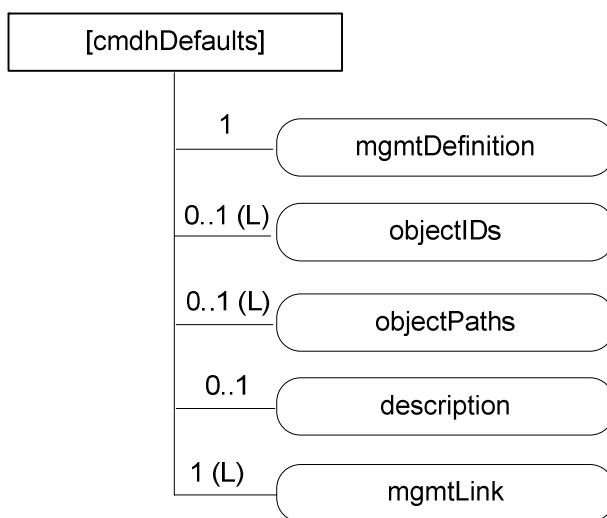 [cmdhDefaults]
1
mgmtDefinition
0..1 (L)
objectIDs
0..1 (L)
objectPaths
0..1
description
1 (L)
mgmtLink